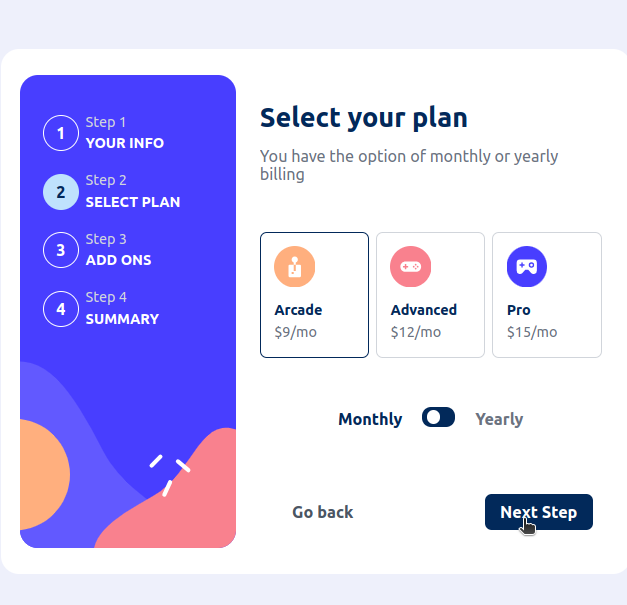 1
Step 1
YOUR INFO
2
Step 2
SELECT PLAN
3
Step 3
ADD ONS
4
Step 4
SUMMARY
Select your plan
You have the option of monthly or yearly
billing
Arcade
$9/mo
Advanced
$12/mo
Pro
$15/mo
Monthly
Yearly
Go back
Next Step